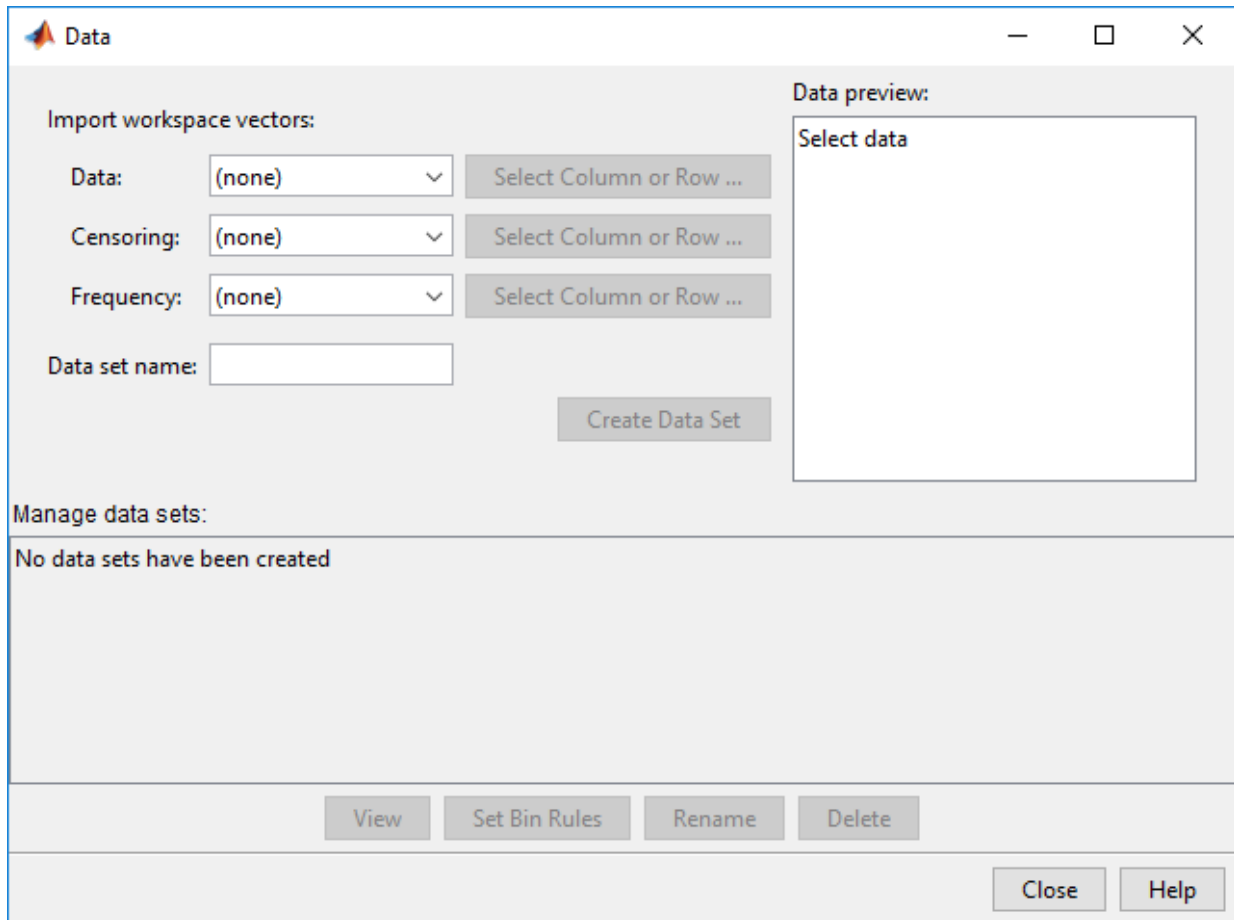 Data
Import workspace vectors:
Data: (none) Select Column or Row ...
Censoring: (none) Select Column or Row ...
Frequency: (none) Select Column or Row ...
Data set name:
Create Data Set
Data preview:
Select data
Manage data sets:
No data sets have been created
View Set Bin Rules Rename Delete
Close Help